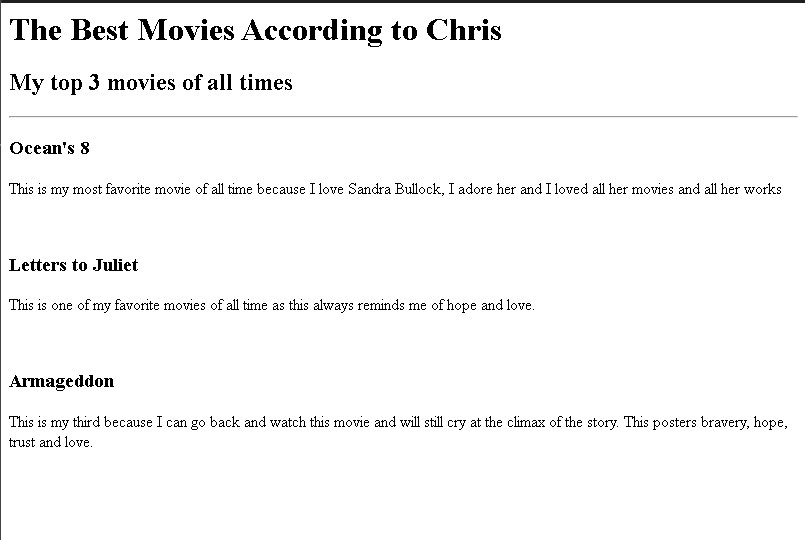 The Best Movies According to Chris
My top 3 movies of all times
Ocean's 8
This is my most favorite movie of all time because I love Sandra Bullock, I adore her and I loved all her movies and all her works
Letters to Juliet
This is one of my favorite movies of all time as this always reminds me of hope and love.
Armageddon
This is my third because I can go back and watch this movie and will still cry at the climax of the story. This posters bravery, hope,
trust and love.